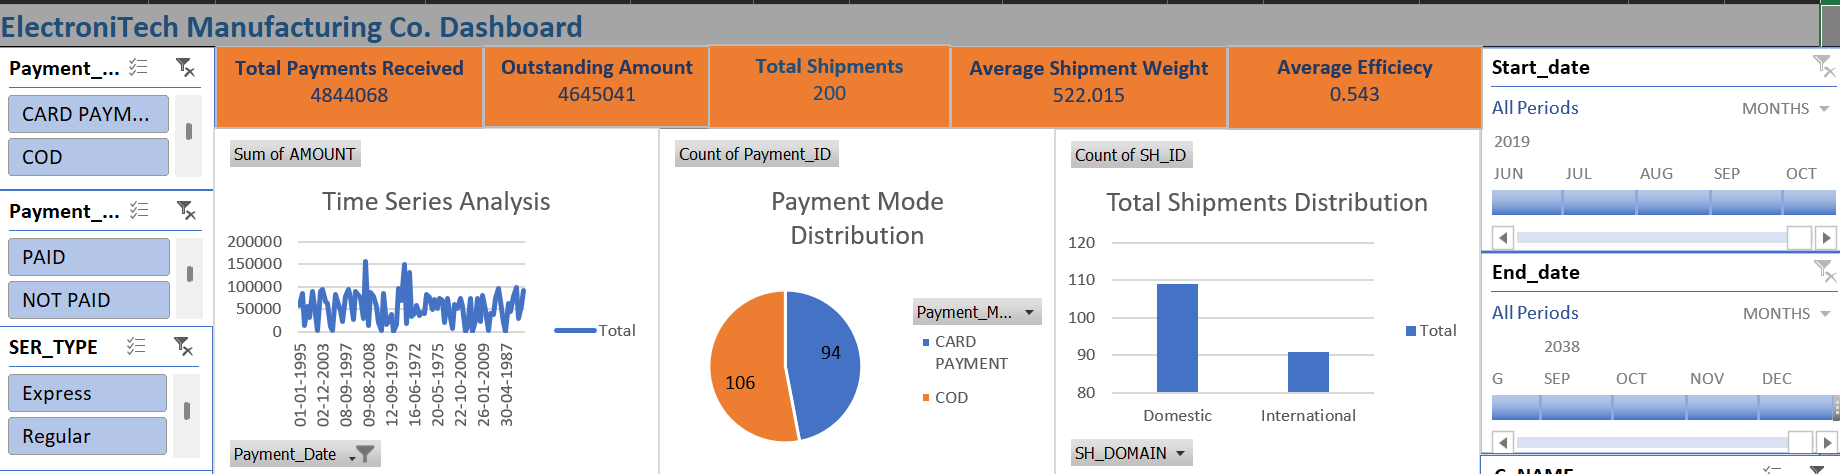 ElectroniTech Manufacturing Co. Dashboard
Payment_...
CARD PAYM...
COD
Payment_...
PAID
NOT PAID
SER_TYPE
Express
Regular
Total Payments Received
4844068
Outstanding Amount
4645041
Total Shipments
200
Average Shipment Weight
522.015
Average Efficiecy
0.543
Sum of AMOUNT
Time Series Analysis
200000
150000
100000
50000
0
01-01-1995
02-12-2003
08-09-1997
09-08-2008
12-09-1979
16-06-1972
20-05-1975
22-10-2006
26-01-2009
30-04-1987
Total
Payment_Date
Count of Payment_ID
Payment Mode
Distribution
94
106
Payment_M...
CARD
PAYMENT
COD
Count of SH_ID
Total Shipments Distribution
120
110
100
90
80
Domestic
International
Total
SH_DOMAIN
Start_date
All Periods
MONTHS
2019
JUN JUL AUG SEP OCT
End_date
All Periods
MONTHS
2038
G SEP OCT NOV DEC
C_NAME